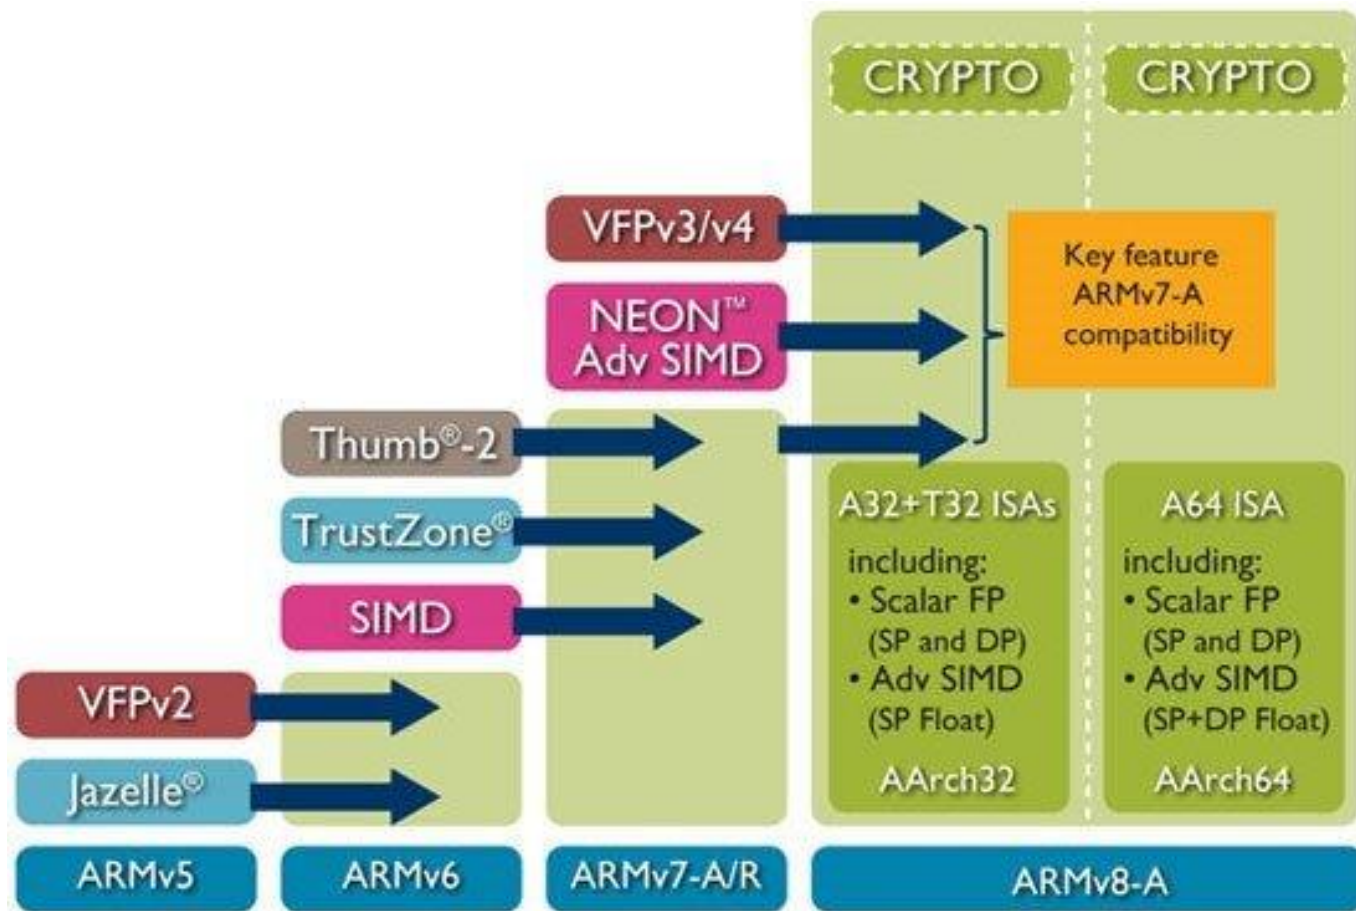 CRYPTO
CRYPTO
VFPv3/v4
Key feature
ARMv7-A
compatibility
NEON™
Adv SIMD
Thumb®-2
TrustZone®
SIMD
A32+T32 ISAs
including:
• Scalar FP
(SP and DP)
• Adv SIMD
(SP Float)
AArch32
A64 ISA
including:
• Scalar FP
(SP and DP)
• Adv SIMD
(SP+DP Float)
AArch64
VFPv2
Jazelle®
ARMv5
ARMv6
ARMv7-A/R
ARMv8-A